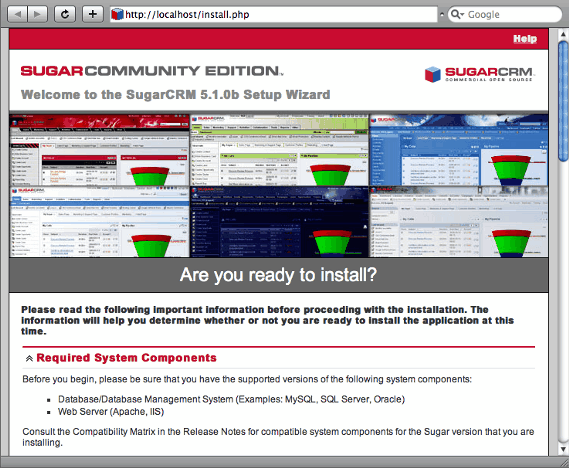 http://localhost/install.php
Google
Help
SUGARCOMMUNITY EDITION.
SUGARCRM
COMMERCIAL OPEN SOURCE
Welcome to the SugarCRM 5.1.0b Setup Wizard
Are you ready to install?
Please read the following important information before proceeding with the installation. The
information will help you determine whether or not you are ready to install the application at this
time.
Required System Components
Before you begin, please be sure that you have the supported versions of the following system components:
Database/Database Management System (Examples: MySQL, SQL Server, Oracle)
Web Server (Apache, IIS)
Consult the Compatibility Matrix in the Release Notes for compatible system components for the Sugar version that you are
installing.